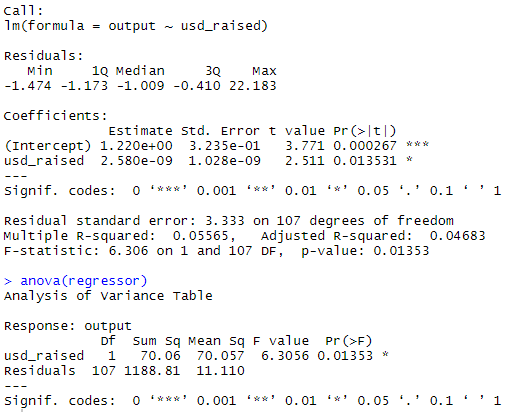 Call:
lm(formula = output ~ usd_raised)
Residuals:
Min 1Q Median 3Q Max
-1.474 -1.173 -1.009 -0.410 22.183
Coefficients:
Estimate Std. Error t value Pr(>|t|)
(Intercept) 1.220e+00 3.235e-01 3.771 0.000267 ***
usd_raised 2.580e-09 1.028e-09 2.511 0.013531 *
---
Signif. codes: 0 ‘***’ 0.001 ‘**’ 0.01 ‘*’ 0.05 ‘.’ 0.1 ‘ ’ 1
Residual standard error: 3.333 on 107 degrees of freedom
Multiple R-squared: 0.05565, Adjusted R-squared: 0.04683
F-statistic: 6.306 on 1 and 107 DF, p-value: 0.01353
> anova(regressor)
Analysis of Variance Table
Response: output
Df Sum Sq Mean Sq F value Pr(>F)
usd_raised 1 70.06 70.057 6.3056 0.01353 *
Residuals 107 1188.81 11.110
---
Signif. codes: 0 ‘***’ 0.001 ‘**’ 0.01 ‘*’ 0.05 ‘.’ 0.1 ‘ ’ 1